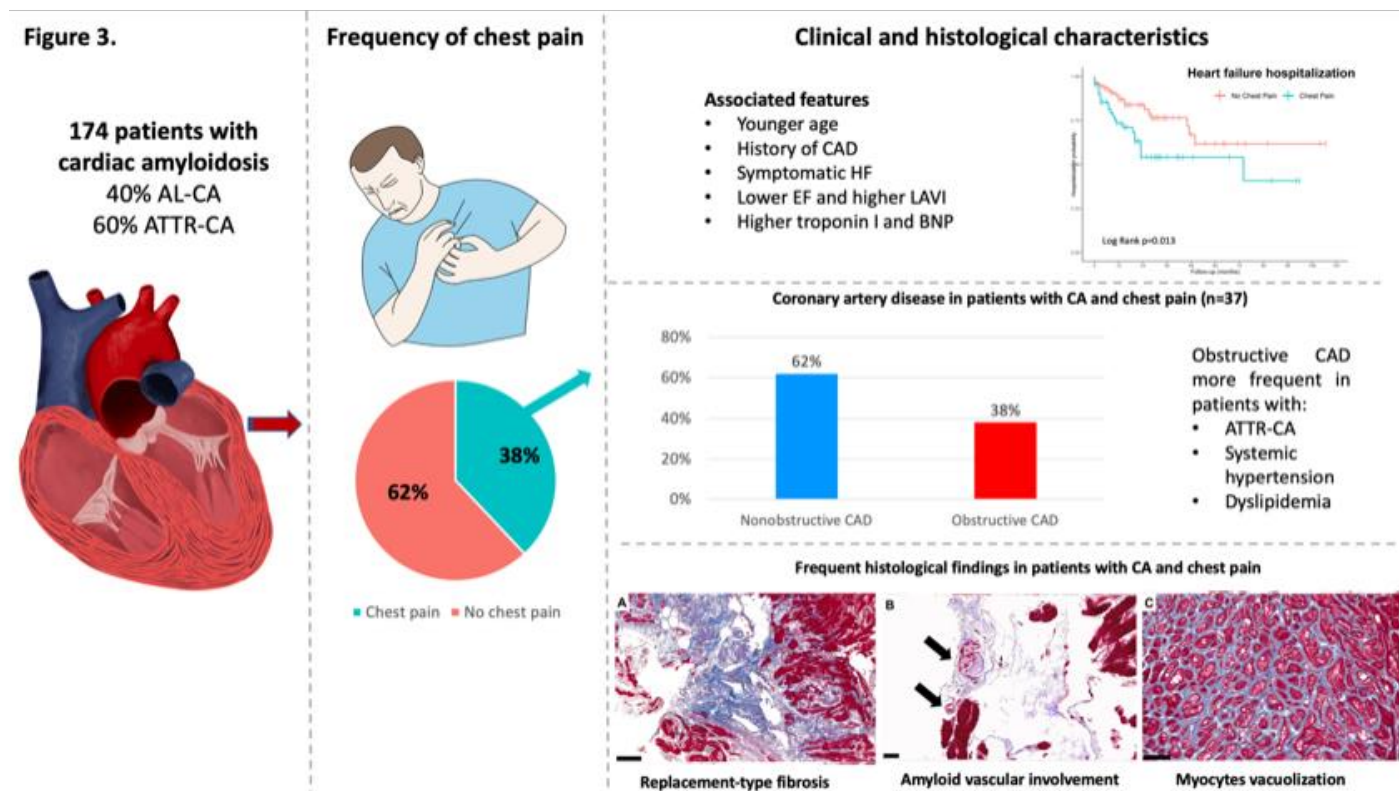 Figure 3.
174 patients with
cardiac amyloidosis
40% AL-CA
60% ATTR-CA
Frequency of chest pain
38%
62%
Chest pain
No chest pain
Clinical and histological characteristics
Associated features
• Younger age
• History of CAD
• Symptomatic HF
• Lower EF and higher LAVI
• Higher troponin I and BNP
Heart failure hospitalization
No Chest Pain
Chest Pain
Log Rank p=0.013
Follow-up (months)
Coronary artery disease in patients with CA and chest pain (n=37)
80%
60%
40%
20%
0%
62%
38%
Nonobstructive CAD
Obstructive CAD
Obstructive CAD
more frequent in
patients with:
• ATTR-CA
• Systemic
hypertension
• Dyslipidemia
Frequent histological findings in patients with CA and chest pain
A
B
C
Replacement-type fibrosis
Amyloid vascular involvement
Myocytes vacuolization